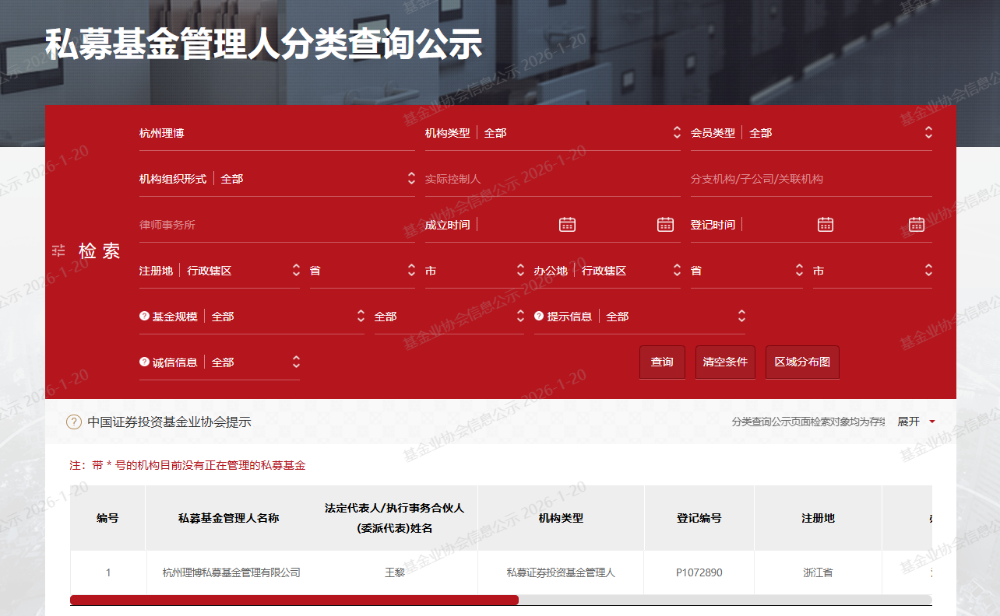 私募基金管理人分类查询公示
杭州理博 机构类型 全部 会员类型 全部
机构组织形式 全部 实际控制人 分支机构/子公司/关联机构
律师事务所 成立时间 登记时间
检索
注册地 行政辖区 省 市 办公地 行政辖区 省 市
基金规模 全部 全部 提示信息 全部
诚信信息 全部 查询 清空条件 区域分布图
中国证券投资基金业协会提示 分类查询公示页面检索对象均为存续 展开
注：带 * 号的机构目前没有正在管理的私募基金
编号 私募基金管理人名称 法定代表人/执行事务合伙人
(委派代表)姓名 机构类型 登记编号 注册地
1 杭州理博私募基金管理有限公司 王黎 私募证券投资基金管理人 P1072890 浙江省
基金业协会信息公示 2026-1-20